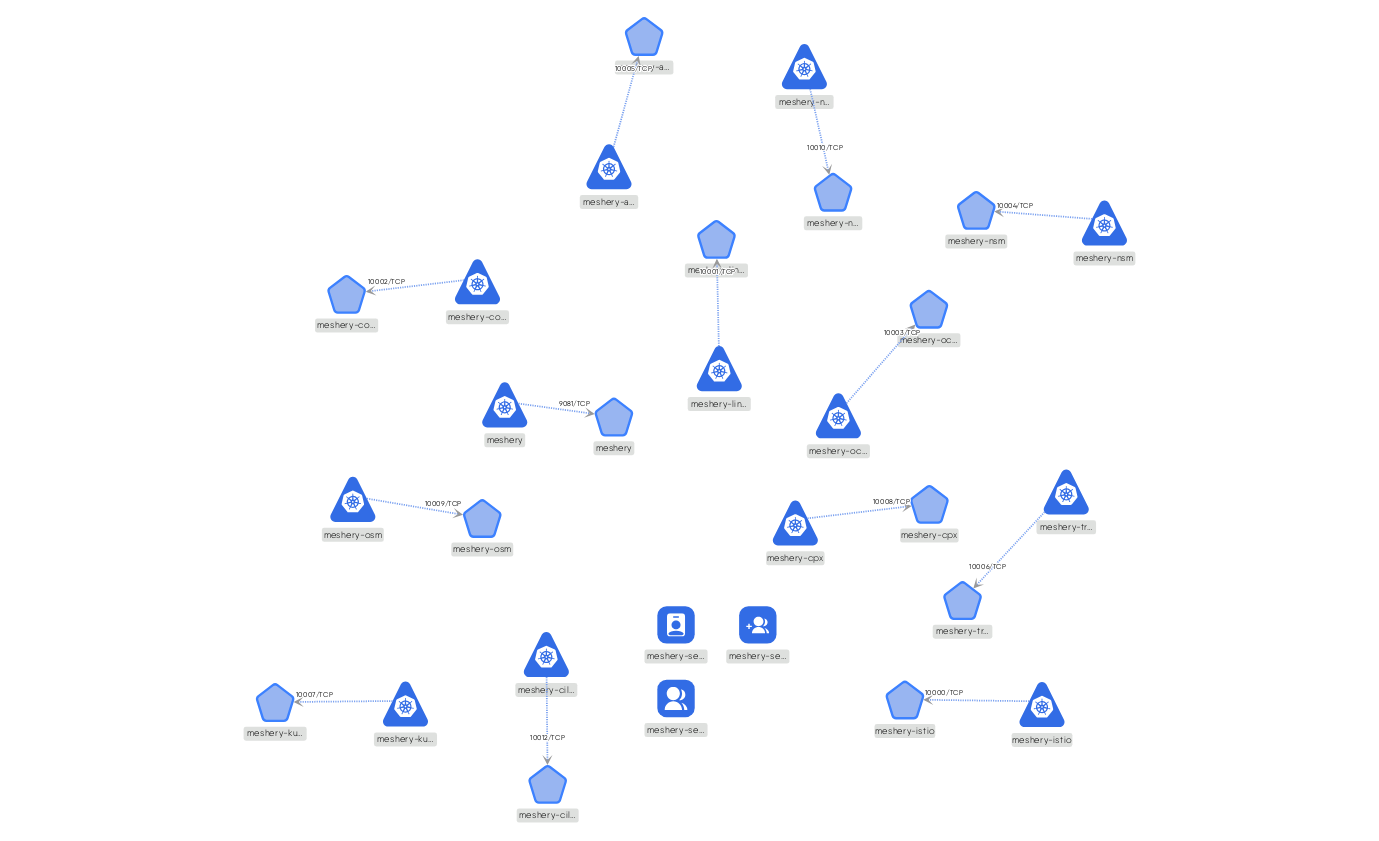 10005/TCP
meshery-n...
10010/TCP
meshery-a...
meshery-n...
10004/TCP
meshery-nsm
meshery-nsm
10001/TCP
10002/TCP
meshery-co...
meshery-co...
10003/TCP
meshery-oc...
9081/TCP
meshery-lin...
meshery
meshery
meshery-oc...
10009/TCP
meshery-osm
meshery-osm
10008/TCP
meshery-cpx
meshery-cpx
meshery-tr...
10006/TCP
meshery-tr...
meshery-se...
meshery-se...
meshery-cil...
10007/TCP
meshery-ku...
meshery-ku...
meshery-se...
10000/TCP
meshery-istio
meshery-istio
10012/TCP
meshery-cil...